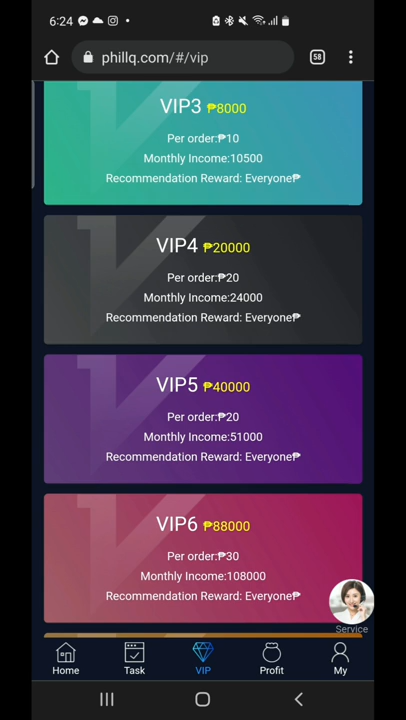 6:24
phillq.com/#/vip
58
VIP3 ₱8000
Per order:₱10
Monthly Income:10500
Recommendation Reward: Everyone₱
VIP4 ₱20000
Per order:₱20
Monthly Income:24000
Recommendation Reward: Everyone₱
VIP5 ₱40000
Per order:₱20
Monthly Income:51000
Recommendation Reward: Everyone₱
VIP6 ₱88000
Per order:₱30
Monthly Income:108000
Recommendation Reward: Everyone₱
Service
Home Task VIP Profit My